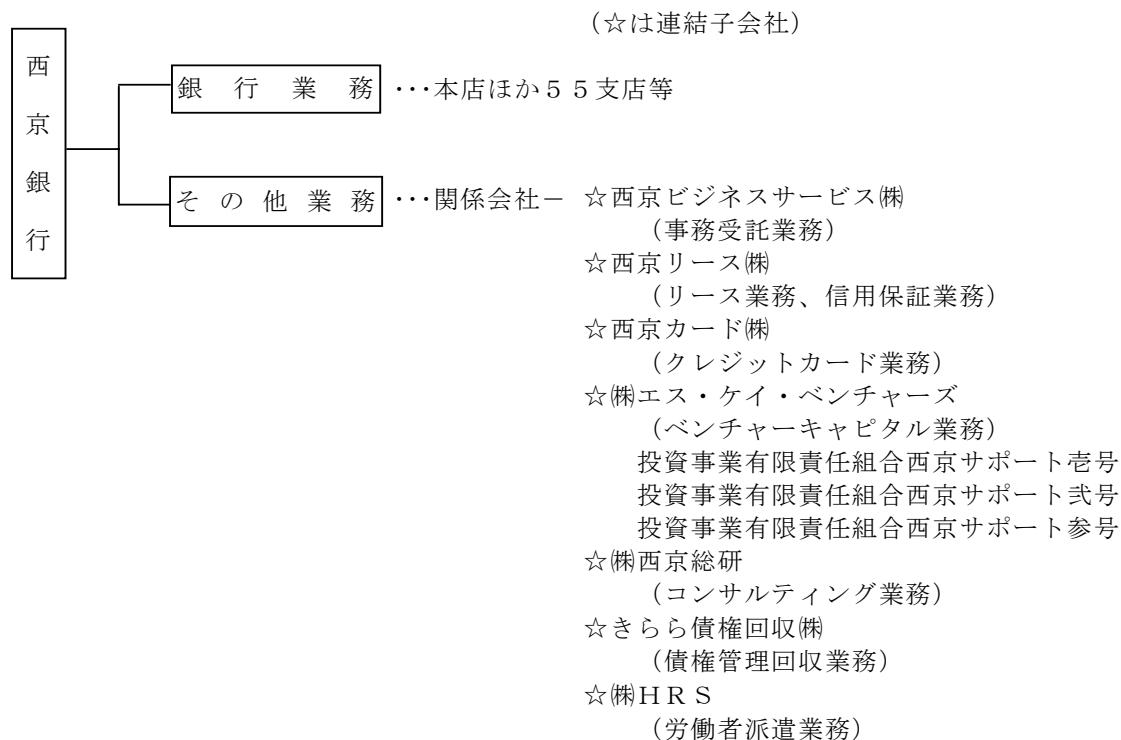 （☆は連結子会社）
西京銀行
銀行業務 ･･･本店ほか５５支店等
その他業務 ･･･関係会社－ ☆西京ビジネスサービス㈱
（事務受託業務）
☆西京リース㈱
（リース業務、信用保証業務）
☆西京カード㈱
（クレジットカード業務）
☆㈱エス・ケイ・ベンチャーズ
（ベンチャーキャピタル業務）
投資事業有限責任組合西京サポート壱号
投資事業有限責任組合西京サポート弐号
投資事業有限責任組合西京サポート参号
☆㈱西京総研
（コンサルティング業務）
☆きらら債権回収㈱
（債権管理回収業務）
☆㈱ＨＲＳ
（労働者派遣業務）